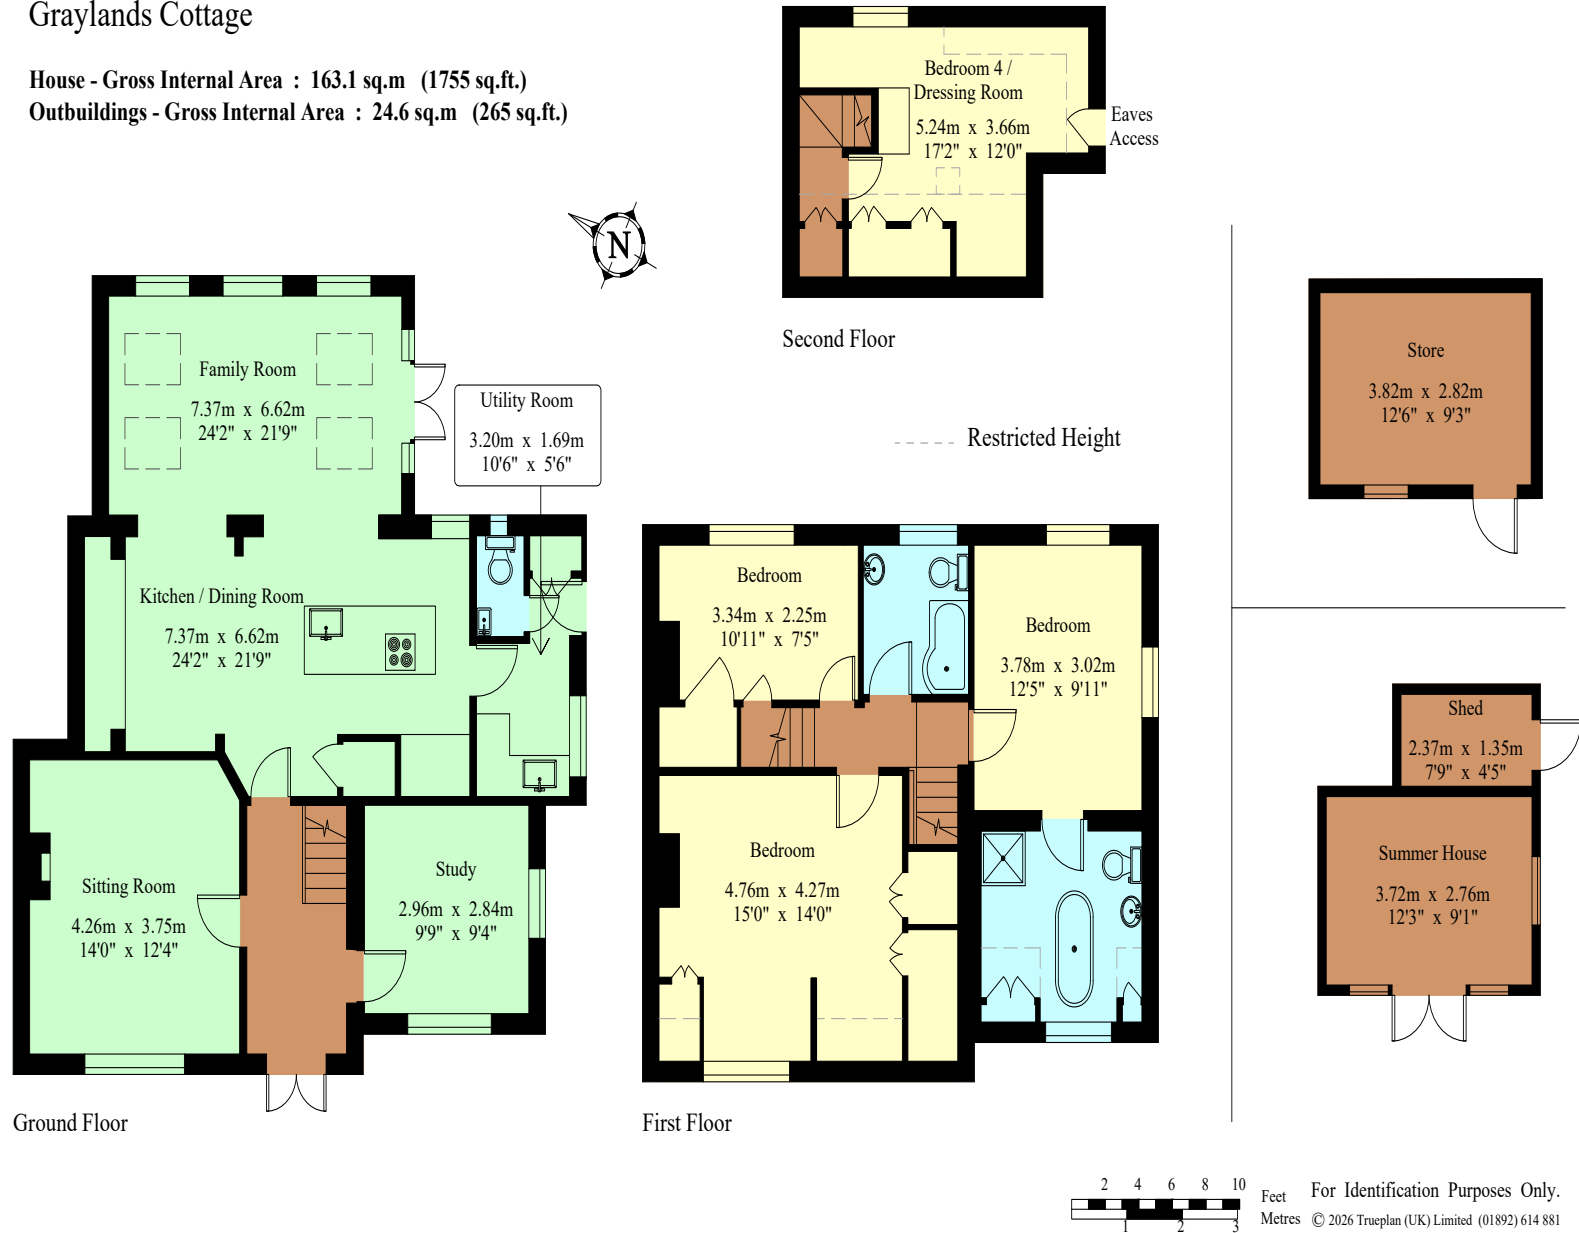 Graylands Cottage
House - Gross Internal Area : 163.1 sq.m (1755 sq.ft.)
Outbuildings - Gross Internal Area : 24.6 sq.m (265 sq.ft.)
N
Bedroom 4 /
Dressing Room
5.24m x 3.66m
17'2" x 12'0"
Eaves
Access
Second Floor
Restricted Height
Family Room
7.37m x 6.62m
24'2" x 21'9"
Utility Room
3.20m x 1.69m
10'6" x 5'6"
Kitchen / Dining Room
7.37m x 6.62m
24'2" x 21'9"
Sitting Room
4.26m x 3.75m
14'0" x 12'4"
Study
2.96m x 2.84m
9'9" x 9'4"
Ground Floor
Bedroom
3.34m x 2.25m
10'11" x 7'5"
Bedroom
3.78m x 3.02m
12'5" x 9'11"
Bedroom
4.76m x 4.27m
15'0" x 14'0"
First Floor
Store
3.82m x 2.82m
12'6" x 9'3"
Shed
2.37m x 1.35m
7'9" x 4'5"
Summer House
3.72m x 2.76m
12'3" x 9'1"
2 4 6 8 10 Feet
1 2 3 Metres
For Identification Purposes Only.
© 2026 Trueplan (UK) Limited (01892) 614 881